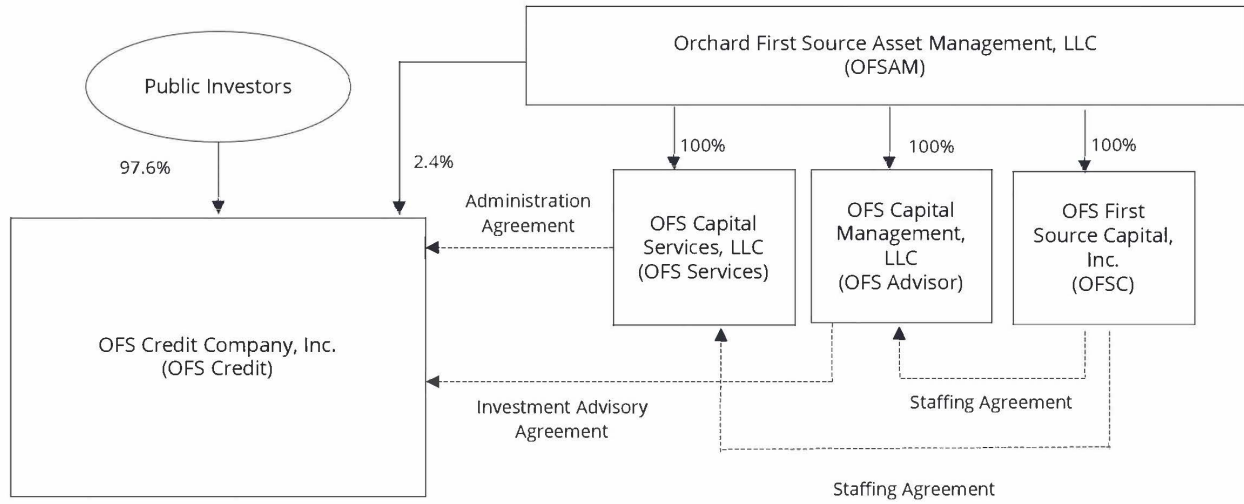 Orchard First Source Asset Management, LLC
(OFSAM)
Public Investors
97.6%
2.4%
100%
100%
100%
Administration
Agreement
OFS Capital
Services, LLC
(OFS Services)
OFS Capital
Management,
LLC
(OFS Advisor)
OFS First
Source Capital,
Inc.
(OFSC)
OFS Credit Company, Inc.
(OFS Credit)
Investment Advisory
Agreement
Staffing Agreement
Staffing Agreement